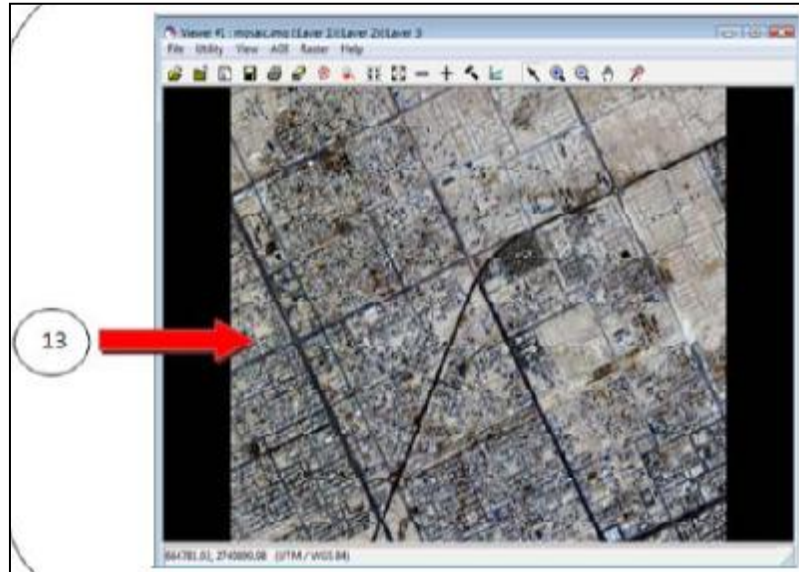 Viewer #1 : mosaic.img (:Layer 1)(:Layer 2)(:Layer 3)
File Utility View AOI Raster Help
13
(UTM / WGS 84)